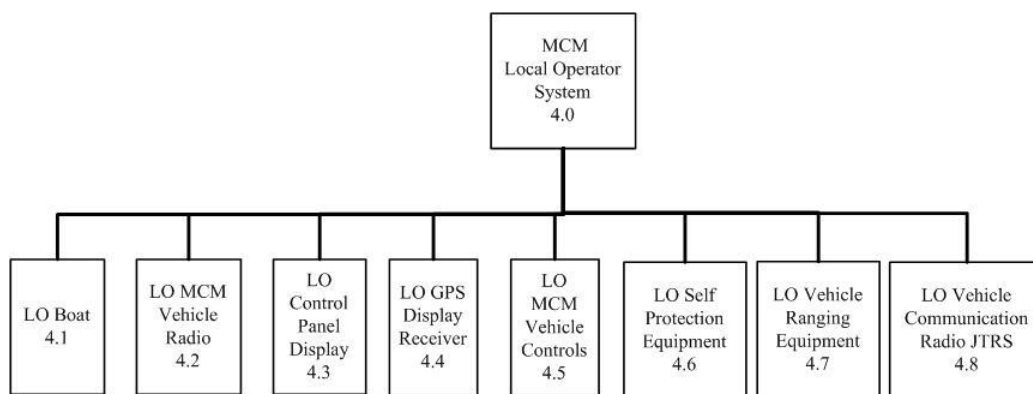 MCM
Local Operator
System
4.0
LO Boat
4.1
LO MCM
Vehicle
Radio
4.2
LO
Control
Panel
Display
4.3
LO GPS
Display
Receiver
4.4
LO
MCM
Vehicle
Controls
4.5
LO Self
Protection
Equipment
4.6
LO Vehicle
Ranging
Equipment
4.7
LO Vehicle
Communication
Radio JTRS
4.8